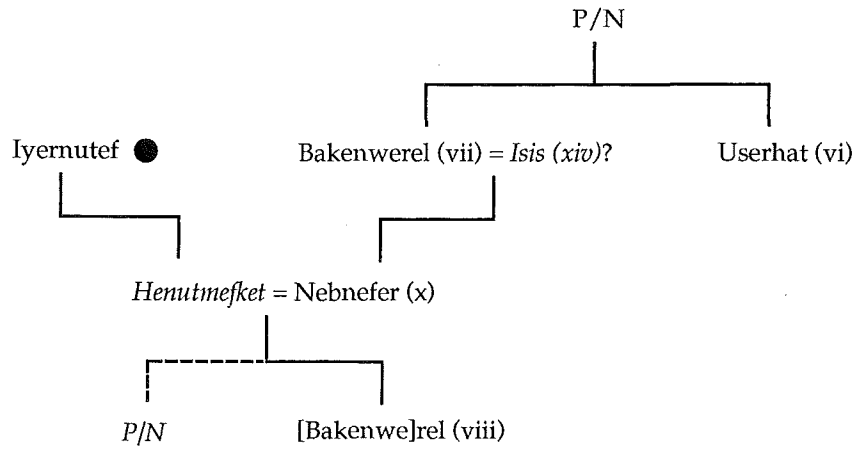 P/N
Iyernutef ● Bakenwerel (vii) = Isis (xiv)? Userhat (vi)
Henutmefket = Nebnefer (x)
P/N [Bakenwe]rel (viii)